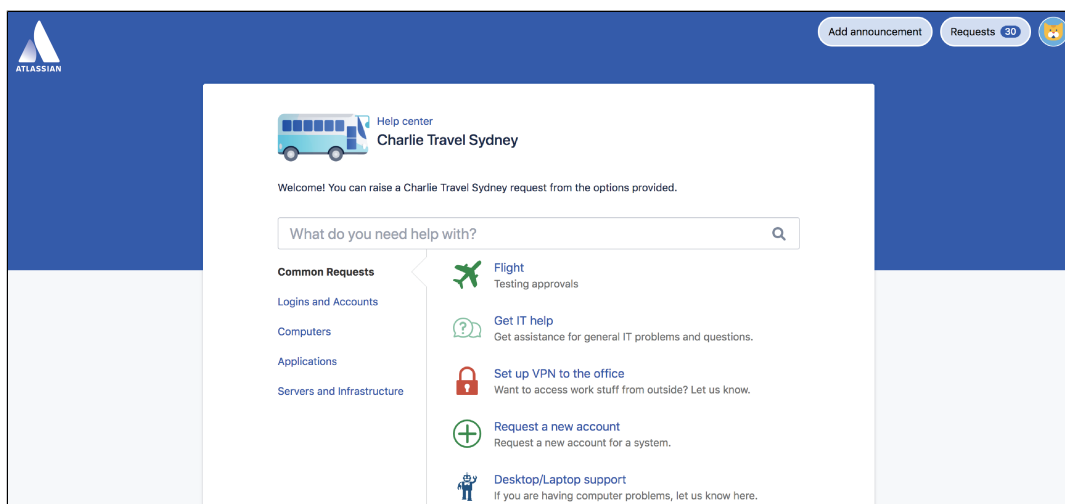 ATLASSIAN
Add announcement
Requests 30
Help center
Charlie Travel Sydney
Welcome! You can raise a Charlie Travel Sydney request from the options provided.
What do you need help with?
Common Requests
Logins and Accounts
Computers
Applications
Servers and Infrastructure
Flight
Testing approvals
Get IT help
Get assistance for general IT problems and questions.
Set up VPN to the office
Want to access work stuff from outside? Let us know.
Request a new account
Request a new account for a system.
Desktop/Laptop support
If you are having computer problems, let us know here.